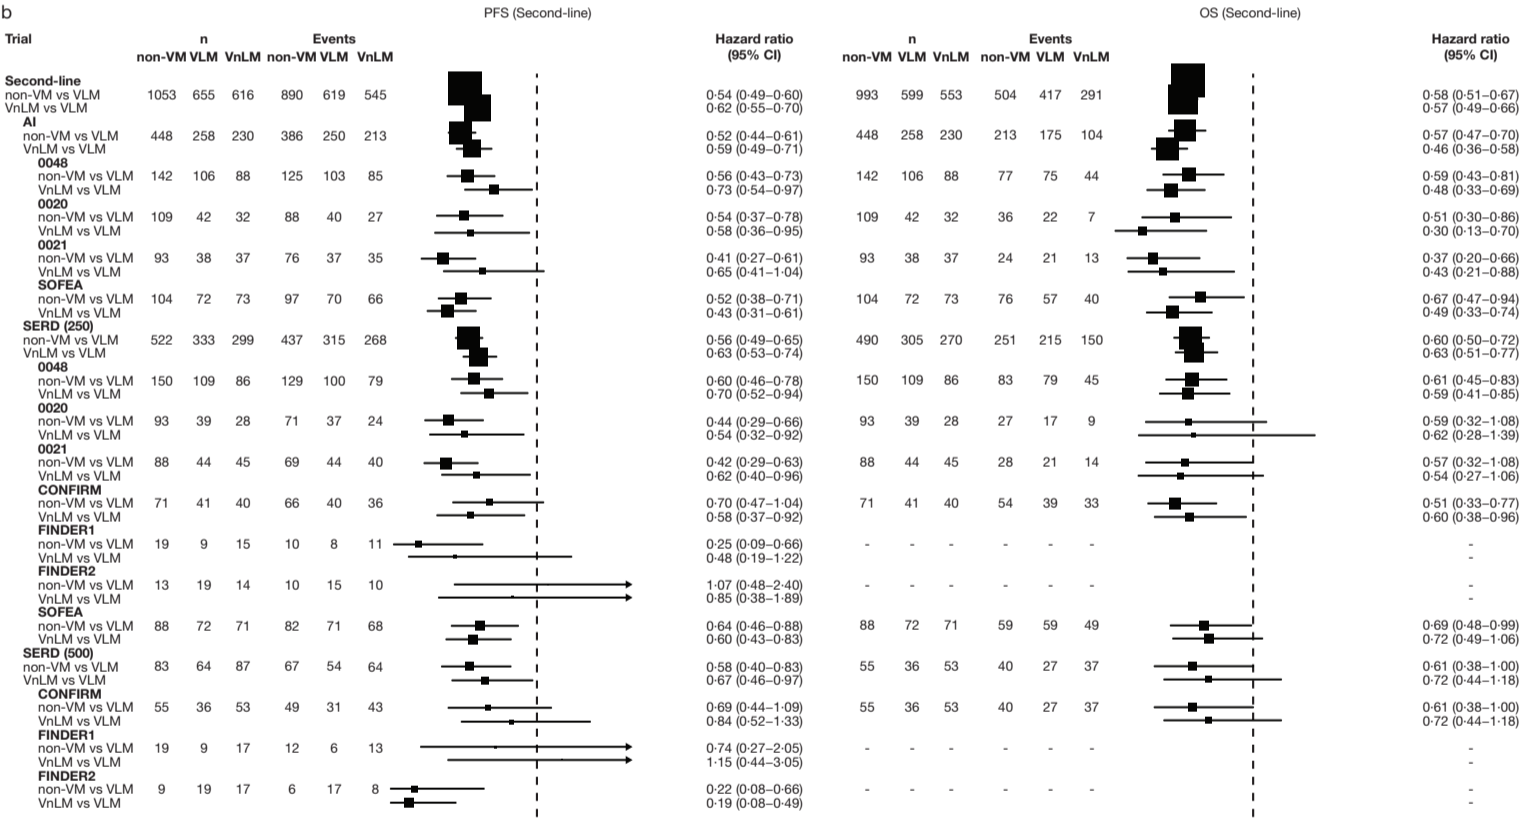 b PFS (Second-line) OS (Second-line)
Trial n Events Hazard ratio n Events Hazard ratio
non-VM VLM VnLM non-VM VLM VnLM (95% CI) non-VM VLM VnLM non-VM VLM VnLM (95% CI)
Second-line
non-VM vs VLM 1053 655 616 890 619 545 0·54 (0·49–0·60) 993 599 553 504 417 291 0·58 (0·51–0·67)
VnLM vs VLM 0·62 (0·55–0·70) 0·57 (0·49–0·66)
AI
non-VM vs VLM 448 258 230 386 250 213 0·52 (0·44–0·61) 448 258 230 213 175 104 0·57 (0·47–0·70)
VnLM vs VLM 0·59 (0·49–0·71) 0·46 (0·36–0·58)
0048
non-VM vs VLM 142 106 88 125 103 85 0·56 (0·43–0·73) 142 106 88 77 75 44 0·59 (0·43–0·81)
VnLM vs VLM 0·73 (0·54–0·97) 0·48 (0·33–0·69)
0020
non-VM vs VLM 109 42 32 88 40 27 0·54 (0·37–0·78) 109 42 32 36 22 7 0·51 (0·30–0·86)
VnLM vs VLM 0·58 (0·36–0·95) 0·30 (0·13–0·70)
0021
non-VM vs VLM 93 38 37 76 37 35 0·41 (0·27–0·61) 93 38 37 24 21 13 0·37 (0·20–0·66)
VnLM vs VLM 0·65 (0·41–1·04) 0·43 (0·21–0·88)
SOFEA
non-VM vs VLM 104 72 73 97 70 66 0·52 (0·38–0·71) 104 72 73 76 57 40 0·67 (0·47–0·94)
VnLM vs VLM 0·43 (0·31–0·61) 0·49 (0·33–0·74)
SERD (250)
non-VM vs VLM 522 333 299 437 315 268 0·56 (0·49–0·65) 490 305 270 251 215 150 0·60 (0·50–0·72)
VnLM vs VLM 0·63 (0·53–0·74) 0·63 (0·51–0·77)
0048
non-VM vs VLM 150 109 86 129 100 79 0·60 (0·46–0·78) 150 109 86 83 79 45 0·61 (0·45–0·83)
VnLM vs VLM 0·70 (0·52–0·94) 0·59 (0·41–0·85)
0020
non-VM vs VLM 93 39 28 71 37 24 0·44 (0·29–0·66) 93 39 28 27 17 9 0·59 (0·32–1·08)
VnLM vs VLM 0·54 (0·32–0·92) 0·62 (0·28–1·39)
0021
non-VM vs VLM 88 44 45 69 44 40 0·42 (0·29–0·63) 88 44 45 28 21 14 0·57 (0·32–1·08)
VnLM vs VLM 0·62 (0·40–0·96) 0·54 (0·27–1·06)
CONFIRM
non-VM vs VLM 71 41 40 66 40 36 0·70 (0·47–1·04) 71 41 40 54 39 33 0·51 (0·33–0·77)
VnLM vs VLM 0·58 (0·37–0·92) 0·60 (0·38–0·96)
FINDER1
non-VM vs VLM 19 9 15 10 8 11 0·25 (0·09–0·66) - - - - - - -
VnLM vs VLM 0·48 (0·19–1·22) -
FINDER2
non-VM vs VLM 13 19 14 10 15 10 1·07 (0·48–2·40) - - - - - - -
VnLM vs VLM 0·85 (0·38–1·89) -
SOFEA
non-VM vs VLM 88 72 71 82 71 68 0·64 (0·46–0·88) 88 72 71 59 59 49 0·69 (0·48–0·99)
VnLM vs VLM 0·60 (0·43–0·83) 0·72 (0·49–1·06)
SERD (500)
non-VM vs VLM 83 64 87 67 54 64 0·58 (0·40–0·83) 55 36 53 40 27 37 0·61 (0·38–1·00)
VnLM vs VLM 0·67 (0·46–0·97) 0·72 (0·44–1·18)
CONFIRM
non-VM vs VLM 55 36 53 49 31 43 0·69 (0·44–1·09) 55 36 53 40 27 37 0·61 (0·38–1·00)
VnLM vs VLM 0·84 (0·52–1·33) 0·72 (0·44–1·18)
FINDER1
non-VM vs VLM 19 9 17 12 6 13 0·74 (0·27–2·05) - - - - - - -
VnLM vs VLM 1·15 (0·44–3·05) -
FINDER2
non-VM vs VLM 9 19 17 6 17 8 0·22 (0·08–0·66) - - - - - - -
VnLM vs VLM 0·19 (0·08–0·49) -